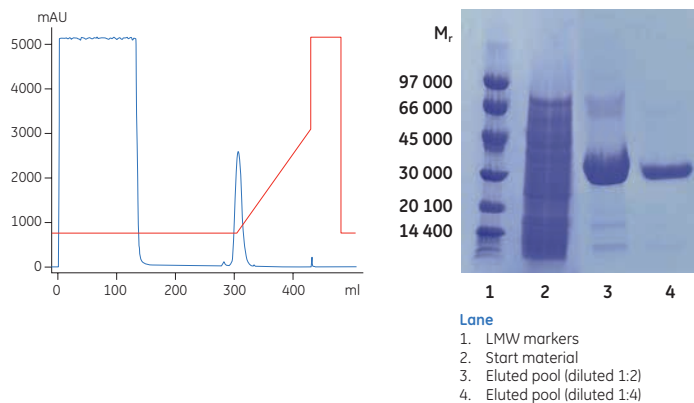 mAU
5000
4000
3000
2000
1000
0
0 100 200 300 400 ml
Mr
97 000
66 000
45 000
30 000
20 100
14 400
1 2 3 4
Lane
1. LMW markers
2. Start material
3. Eluted pool (diluted 1:2)
4. Eluted pool (diluted 1:4)